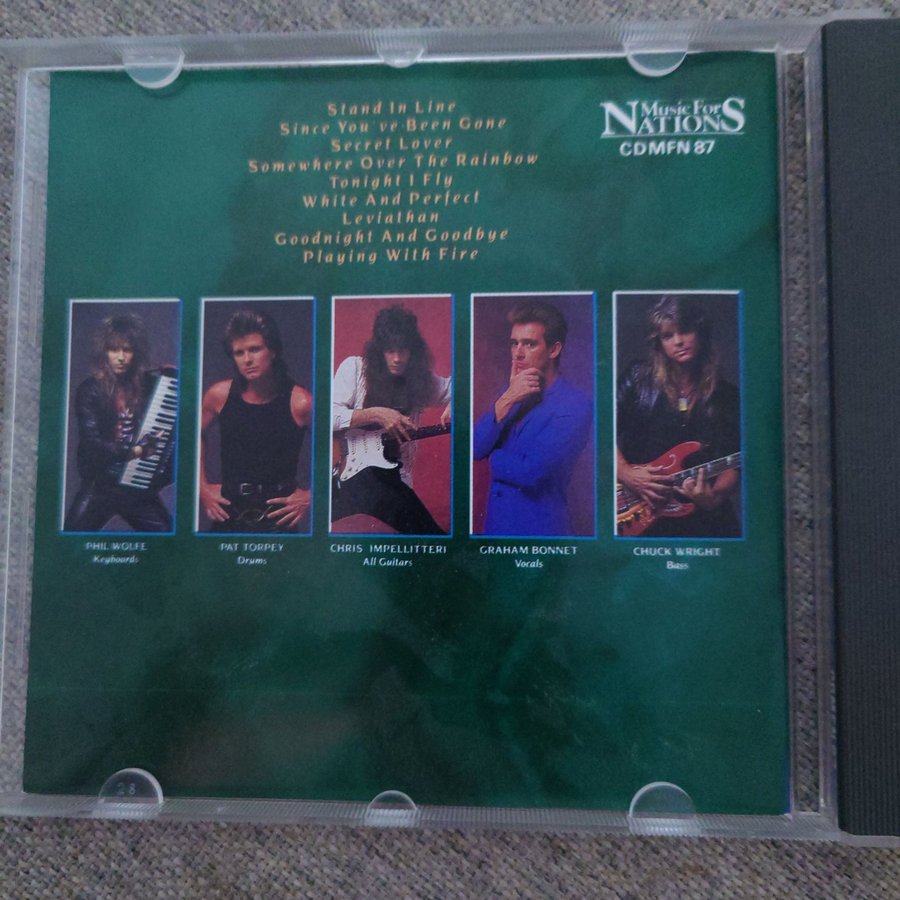 Stand In Line
Since You've Been Gone
Secret Lover
Somewhere Over The Rainbow
Tonight I Fly
White And Perfect
Leviathan
Goodnight And Goodbye
Playing With Fire
Music For
NATIONS
CDMFN 87
PHIL WOLFE
Keyboards
PAT TORPEY
Drums
CHRIS IMPELLITTERI
All Guitars
GRAHAM BONNET
Vocals
CHUCK WRIGHT
Bass
28